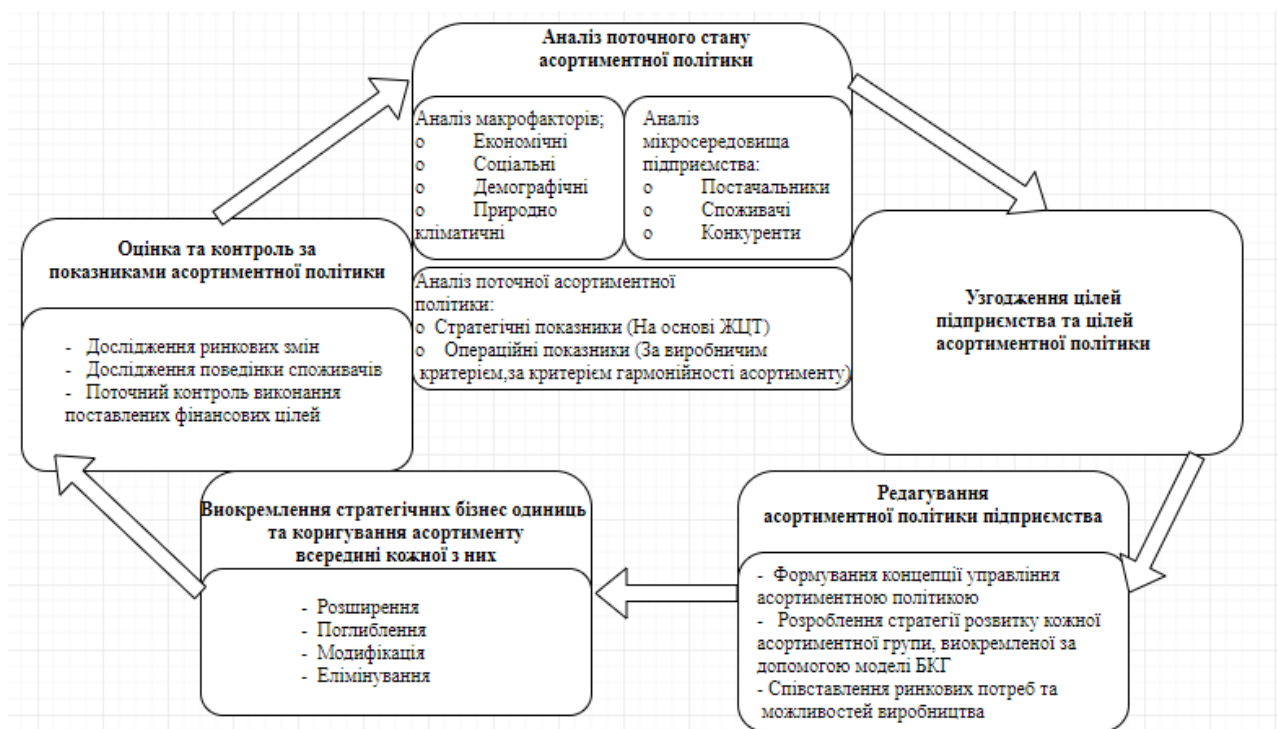 Аналіз поточного стану
асортиментної політики
Аналіз макрофакторів;
o Економічні
o Соціальні
o Демографічні
o Природно
кліматичні
Аналіз
мікросередовища
підприємства:
o Постачальники
o Споживачі
o Конкуренти
Аналіз поточної асортиментної
політики:
o Стратегічні показники (На основі ЖЦТ)
o Операційні показники (За виробничим
критерієм,за критерієм гармонійності асортименту)
Узгодження цілей
підприємства та цілей
асортиментної політики
Редагування
асортиментної політики підприємства
- Формування концепції управління
асортиментною політикою
- Розроблення стратегії розвитку кожної
асортиментної групи, виокремленої за
допомогою моделі БКГ
- Співставлення ринкових потреб та
можливостей виробництва
Виокремлення стратегічних бізнес одиниць
та коригування асортименту
всередині кожної з них
- Розширення
- Поглиблення
- Модифікація
- Елімінування
Оцінка та контроль за
показниками асортиментної політики
- Дослідження ринкових змін
- Дослідження поведінки споживачів
- Поточний контроль виконання
поставлених фінансових цілей